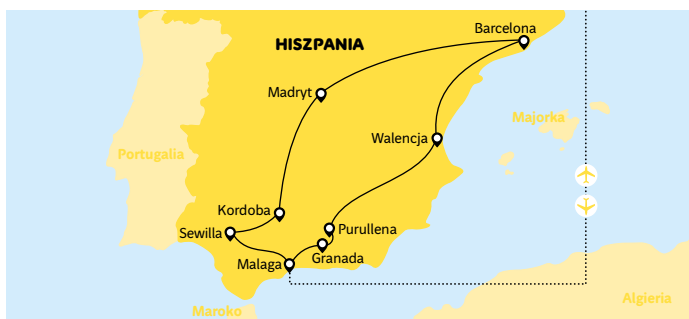 Barcelona
HISZPANIA
Madryt
Majorka
Walencja
Portugalia
Kordoba
Purullena
Sewilla
Granada
Malaga
Algieria
Maroko